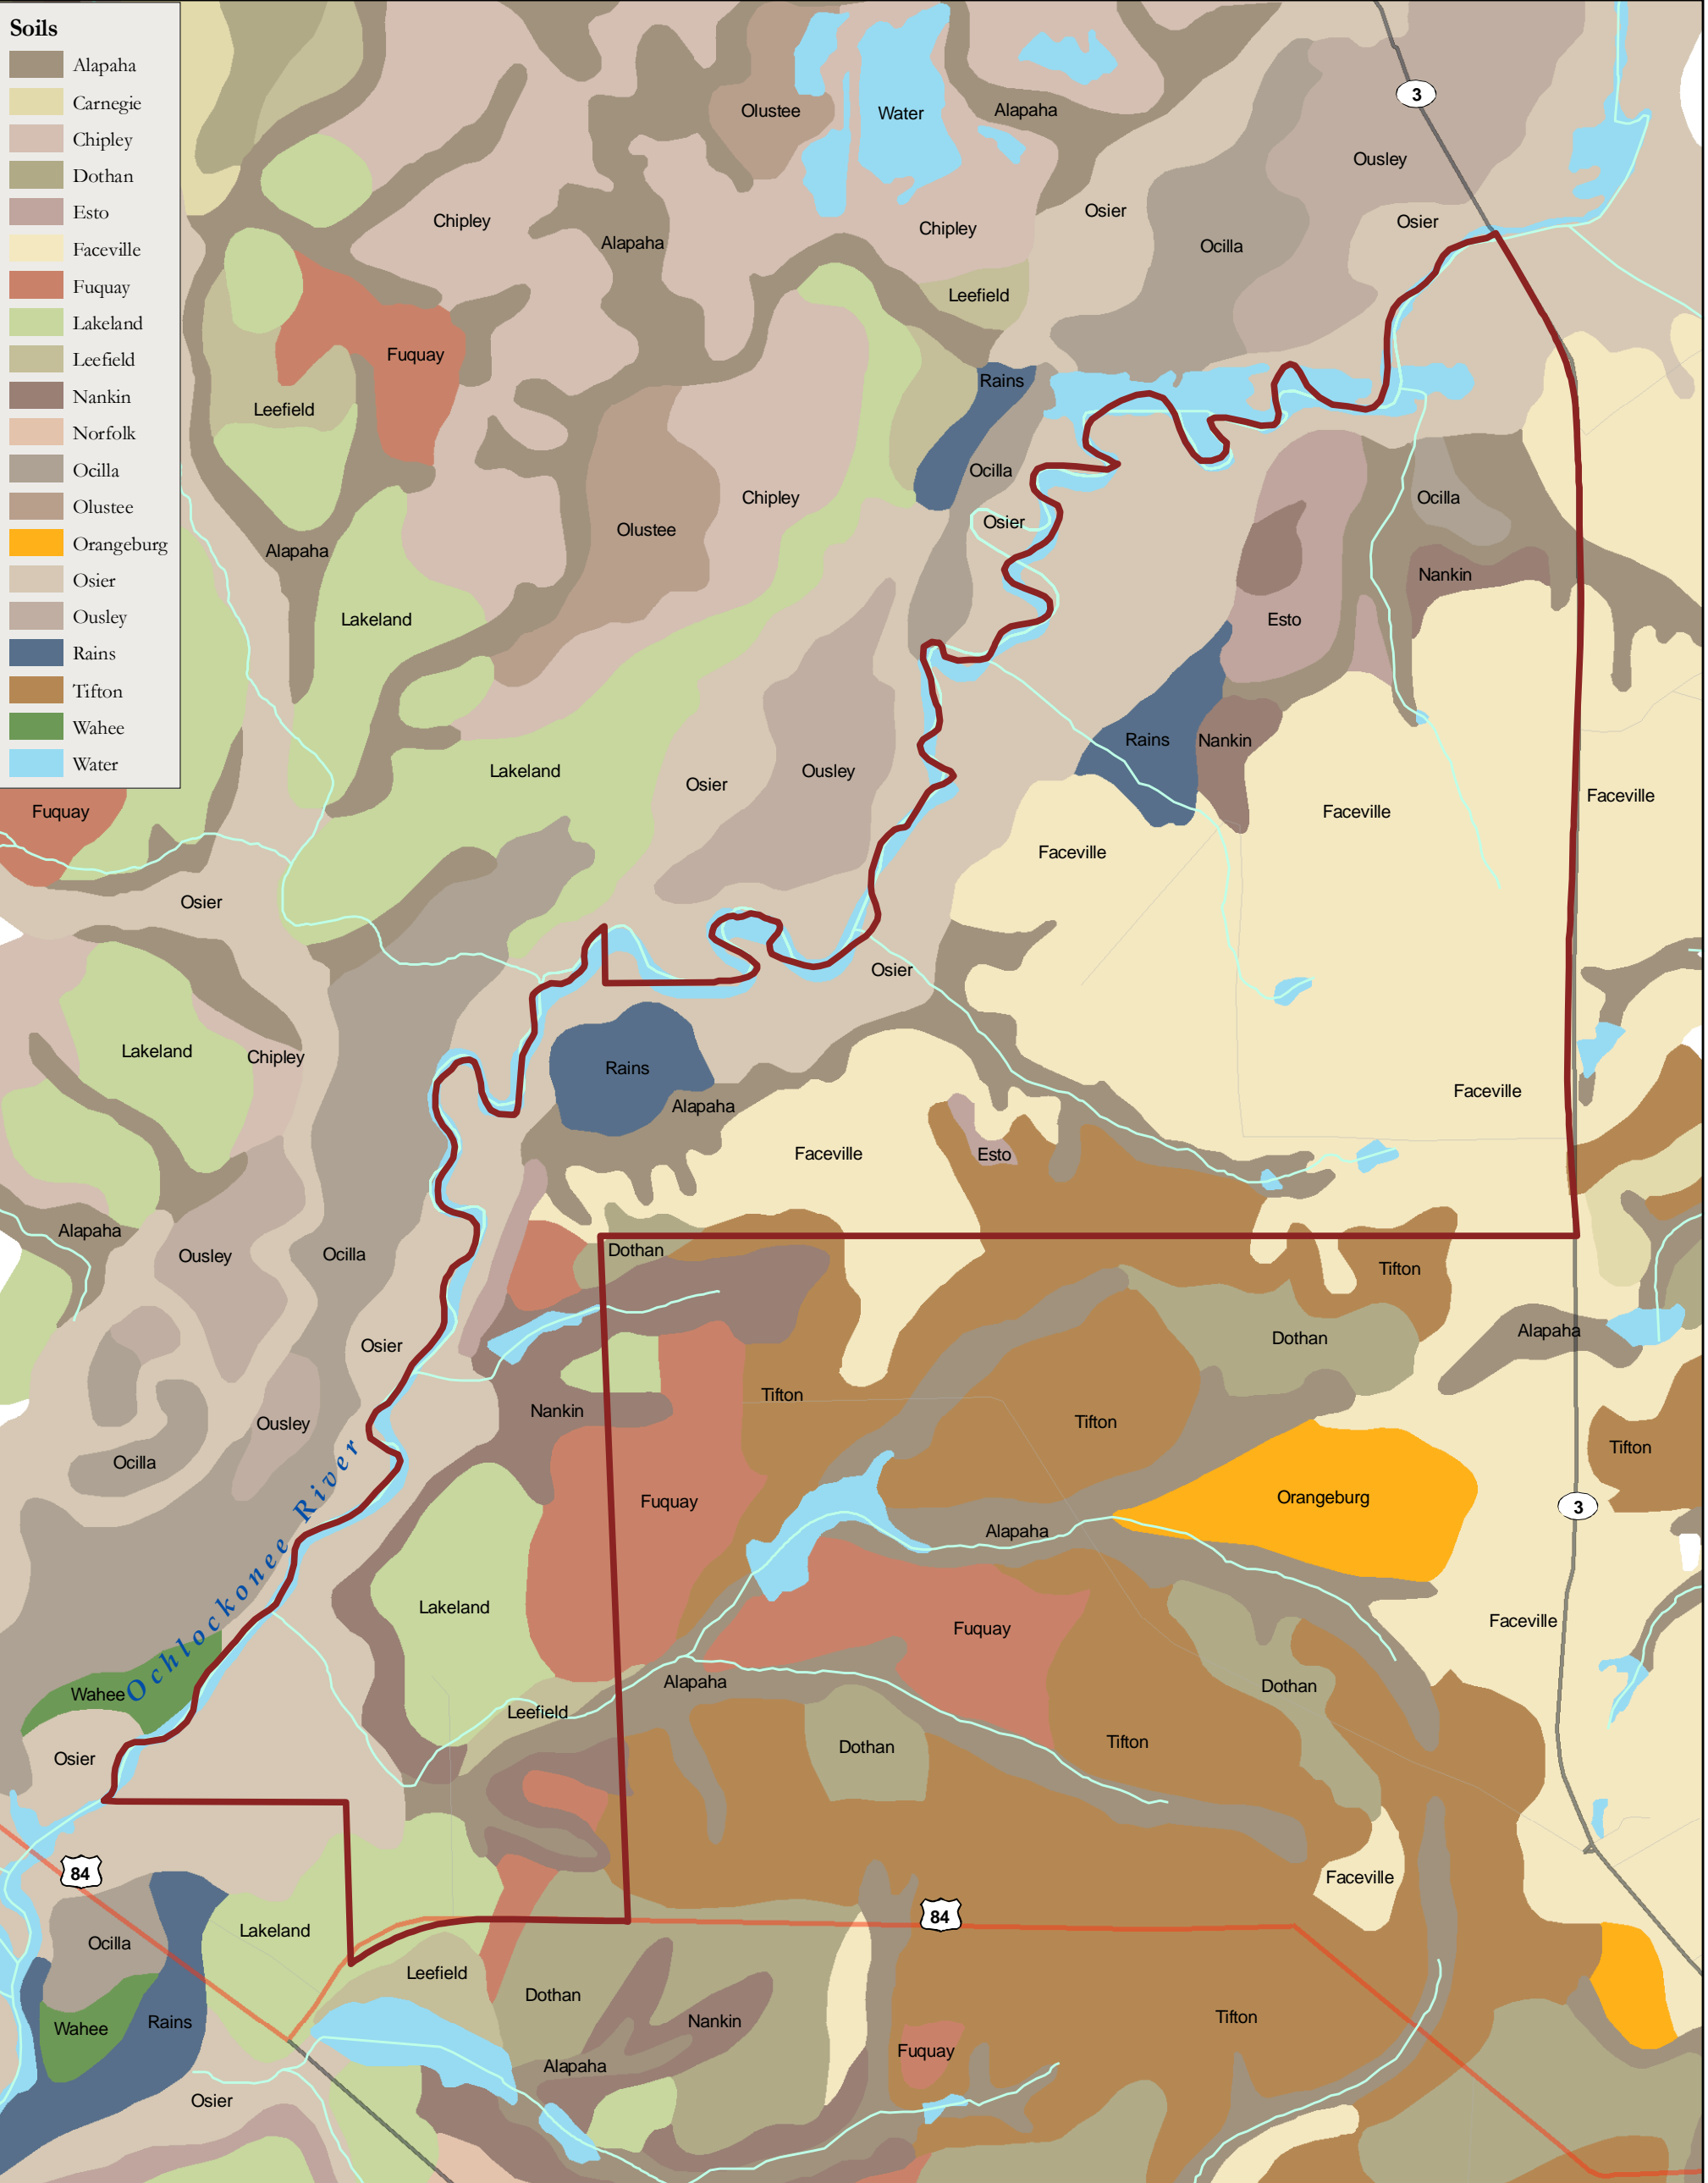 Soils
Alapaha
Carnegie
Chipley
Dothan
Esto
Faceville
Fuquay
Lakeland
Leefield
Nankin
Norfolk
Ocilla
Olustee
Orangeburg
Osier
Ousley
Rains
Tifton
Wahee
Water
3
Olustee
Water
Alapaha
Ousley
Chipley
Osier
Osier
Chipley
Alapaha
Ocilla
Leefield
Fuquay
Rains
Leefield
Ocilla
Chipley
Ocilla
Osier
Olustee
Alapaha
Nankin
Lakeland
Esto
Rains
Nankin
Lakeland
Ousley
Osier
Faceville
Fuquay
Faceville
Faceville
Osier
Osier
Lakeland
Chipley
Rains
Faceville
Alapaha
Faceville
Esto
Alapaha
Ousley
Ocilla
Dothan
Tifton
Alapaha
Dothan
Osier
Tifton
Nankin
Ousley
Tifton
Tifton
Ocilla
Orangeburg
Fuquay
3
Alapaha
Ochlockonee River
Lakeland
Faceville
Fuquay
Alapaha
Dothan
Wahee
Leefield
Tifton
Dothan
Osier
84
Faceville
84
Lakeland
Ocilla
Leefield
Dothan
Tifton
Nankin
Rains
Wahee
Fuquay
Alapaha
Osier